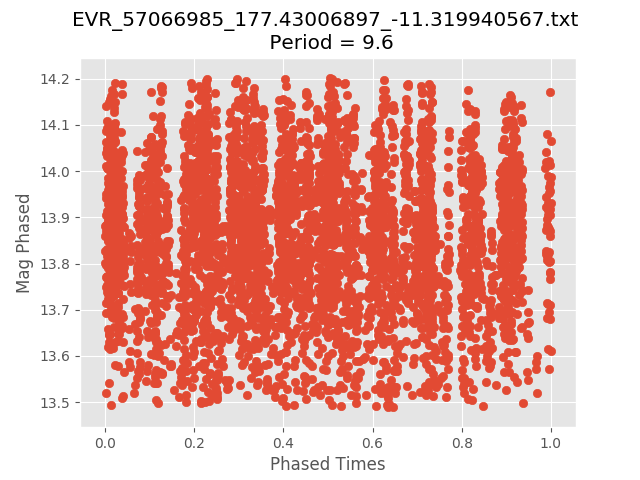 EVR_57066985_177.43006897_-11.319940567.txt
Period = 9.6
14.2
14.1
14.0
13.9
13.8
13.7
13.6
13.5
Mag Phased
0.0 0.2 0.4 0.6 0.8 1.0
Phased Times